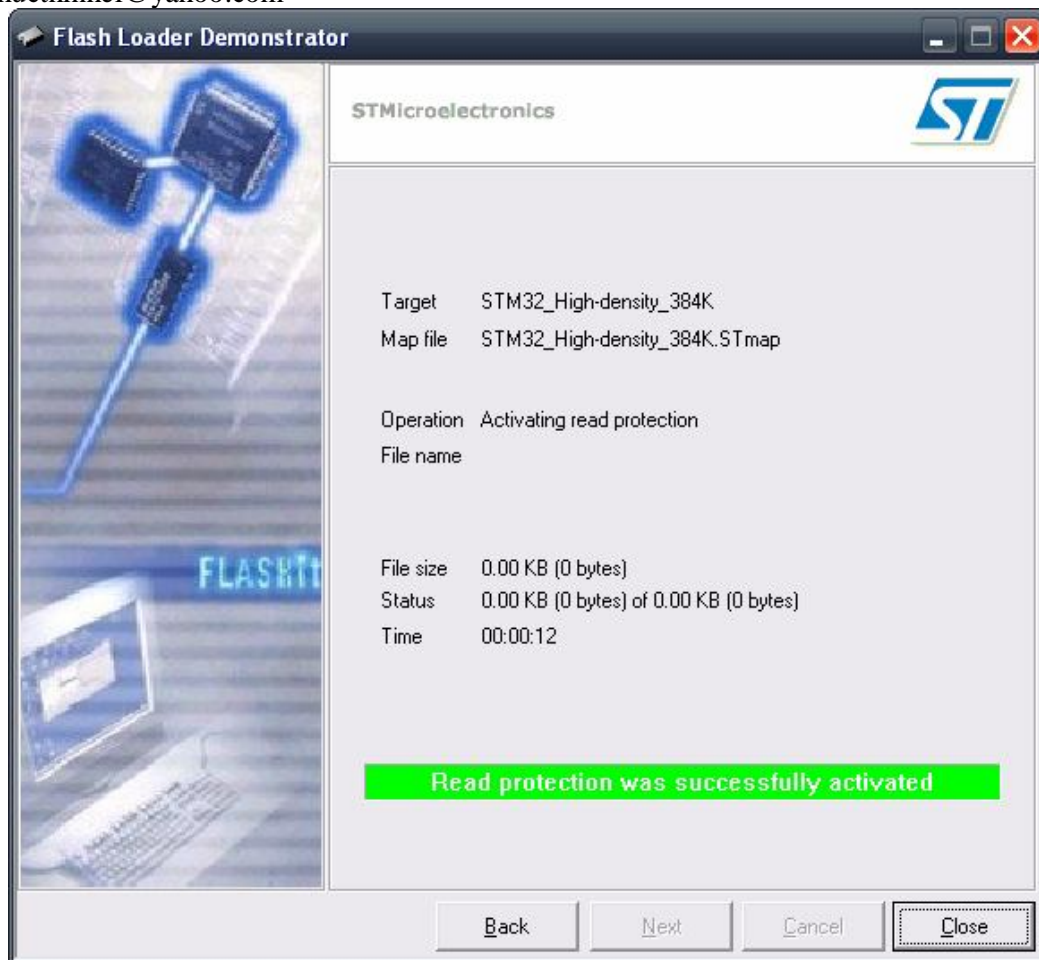 Flash Loader Demonstrator
STMicroelectronics
ST
Target STM32_High-density_384K
Map file STM32_High-density_384K.STmap
Operation Activating read protection
File name
FLASHIt
File size 0.00 KB (0 bytes)
Status 0.00 KB (0 bytes) of 0.00 KB (0 bytes)
Time 00:00:12
Read protection was successfully activated
Back Next Cancel Close